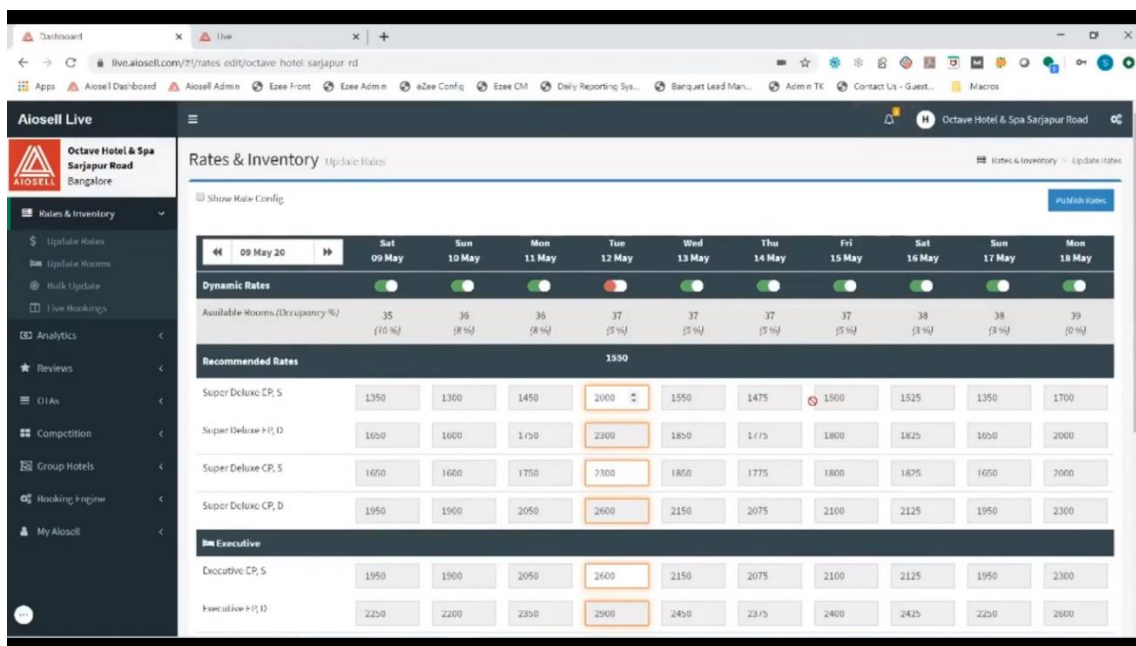 Dashboard
Live
live.aiosell.com/#!/rates_edit/octave_hotel_sarjapur_rd
Apps Aiosell Dashboard Aiosell Admin Ezee Front Ezee Admin eZee Config Ezee CM Daily Reporting Sys... Banquet Lead Man... Admin TK Contact Us - Guest... Macros
Aiosell Live H Octave Hotel & Spa Sarjapur Road
AIOSELL
Octave Hotel & Spa
Sarjapur Road
Bangalore
Rates & Inventory Update Rates Rates & Inventory > Update Rates
Show Rate Config Publish Rates
Rates & Inventory
Update Rates
Update Rooms
Bulk Update
Live Bookings
Analytics
Reviews
OTAs
Competition
Group Hotels
Booking Engine
My Aiosell
09 May 20 Sat Sun Mon Tue Wed Thu Fri Sat Sun Mon
09 May 10 May 11 May 12 May 13 May 14 May 15 May 16 May 17 May 18 May
Dynamic Rates
Available Rooms (Occupancy %) 35 36 36 37 37 37 37 38 38 39
(10 %) (8 %) (8 %) (5 %) (5 %) (5 %) (5 %) (3 %) (3 %) (0 %)
Recommended Rates 1550
Super Deluxe EP, S 1350 1300 1450 2000 1550 1475 1500 1525 1350 1700
Super Deluxe EP, D 1650 1600 1750 2300 1850 1775 1800 1825 1650 2000
Super Deluxe CP, S 1650 1600 1750 2300 1850 1775 1800 1825 1650 2000
Super Deluxe CP, D 1950 1900 2050 2600 2150 2075 2100 2125 1950 2300
Executive
Executive EP, S 1950 1900 2050 2600 2150 2075 2100 2125 1950 2300
Executive EP, D 2250 2200 2350 2900 2450 2375 2400 2425 2250 2600